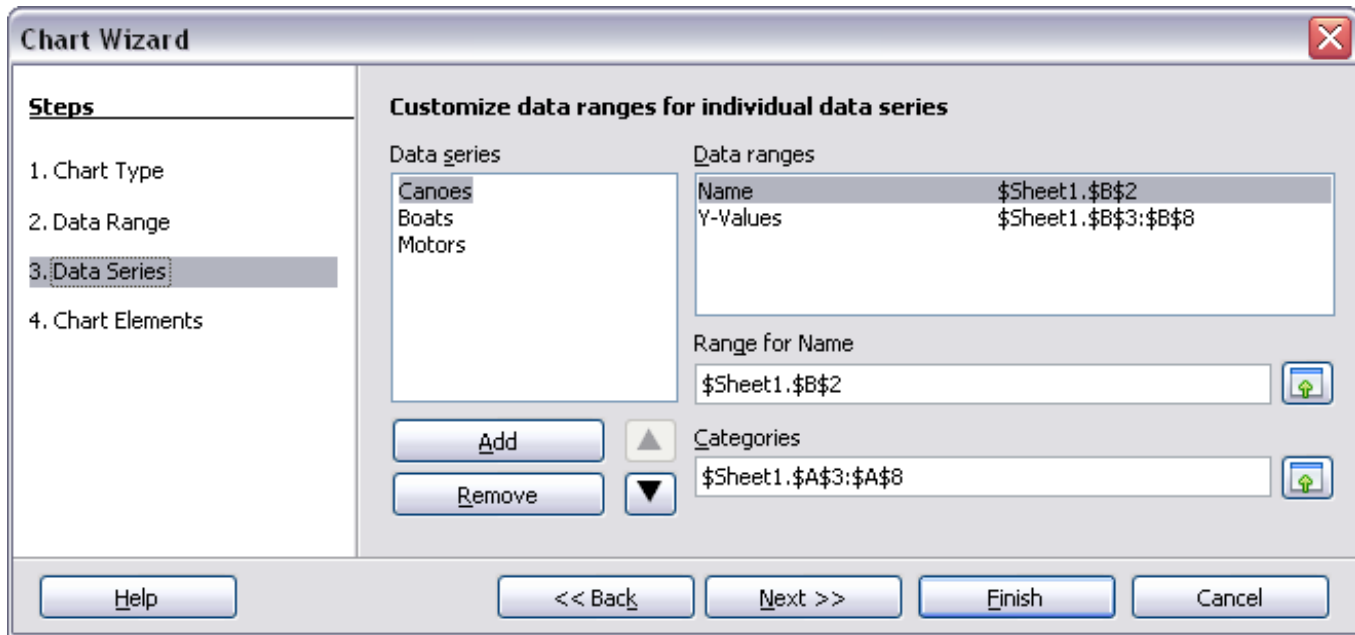 Chart Wizard
Steps
1. Chart Type
2. Data Range
3. Data Series
4. Chart Elements
Customize data ranges for individual data series
Data series
Canoes
Boats
Motors
Add
Remove
Data ranges
Name $Sheet1.$B$2
Y-Values $Sheet1.$B$3:$B$8
Range for Name
$Sheet1.$B$2
Categories
$Sheet1.$A$3:$A$8
Help
<< Back
Next >>
Finish
Cancel